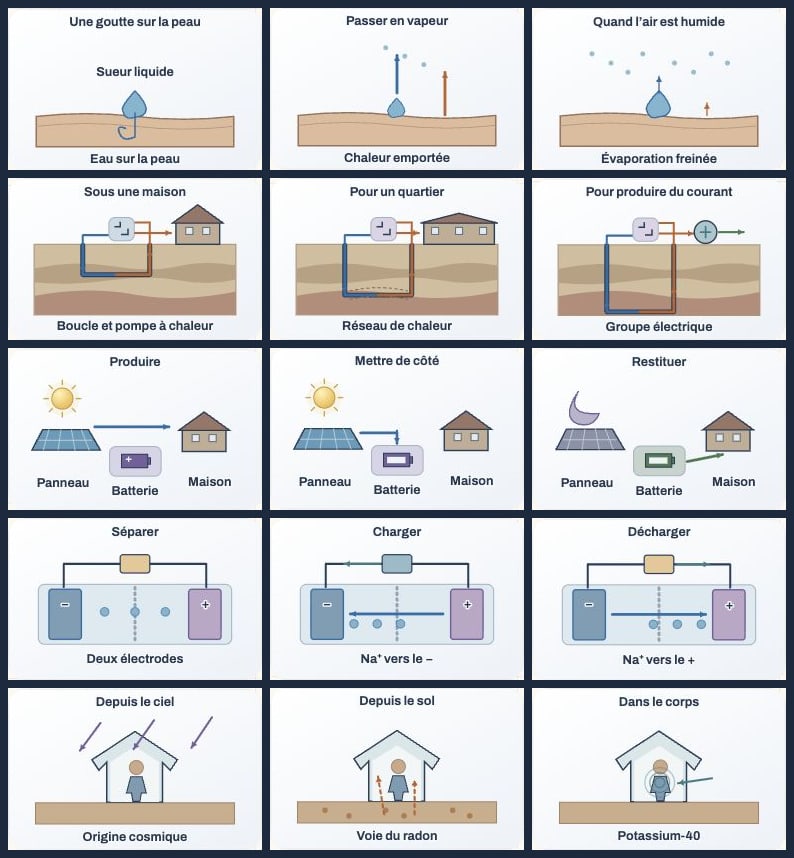 Une goutte sur la peau
Sueur liquide
Eau sur la peau
Passer en vapeur
Chaleur emportée
Quand l'air est humide
Évaporation freinée
Sous une maison
Boucle et pompe à chaleur
Pour un quartier
Réseau de chaleur
Pour produire du courant
Groupe électrique
Produire
Panneau
Batterie
Maison
Mettre de côté
Panneau
Batterie
Maison
Restituer
Panneau
Batterie
Maison
Séparer
− +
Deux électrodes
Charger
− +
Na⁺ vers le −
Décharger
− +
Na⁺ vers le +
Depuis le ciel
Origine cosmique
Depuis le sol
Voie du radon
Dans le corps
Potassium-40